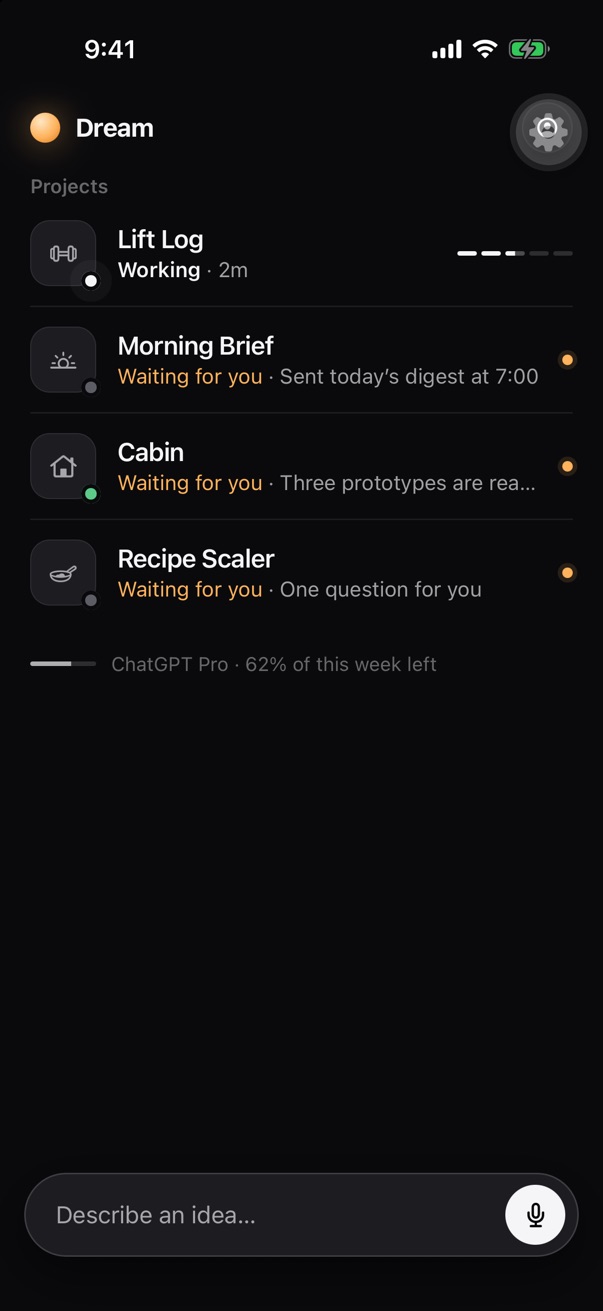 9:41
Dream
Projects
Lift Log
Working · 2m
Morning Brief
Waiting for you · Sent today’s digest at 7:00
Cabin
Waiting for you · Three prototypes are rea…
Recipe Scaler
Waiting for you · One question for you
ChatGPT Pro · 62% of this week left
Describe an idea…